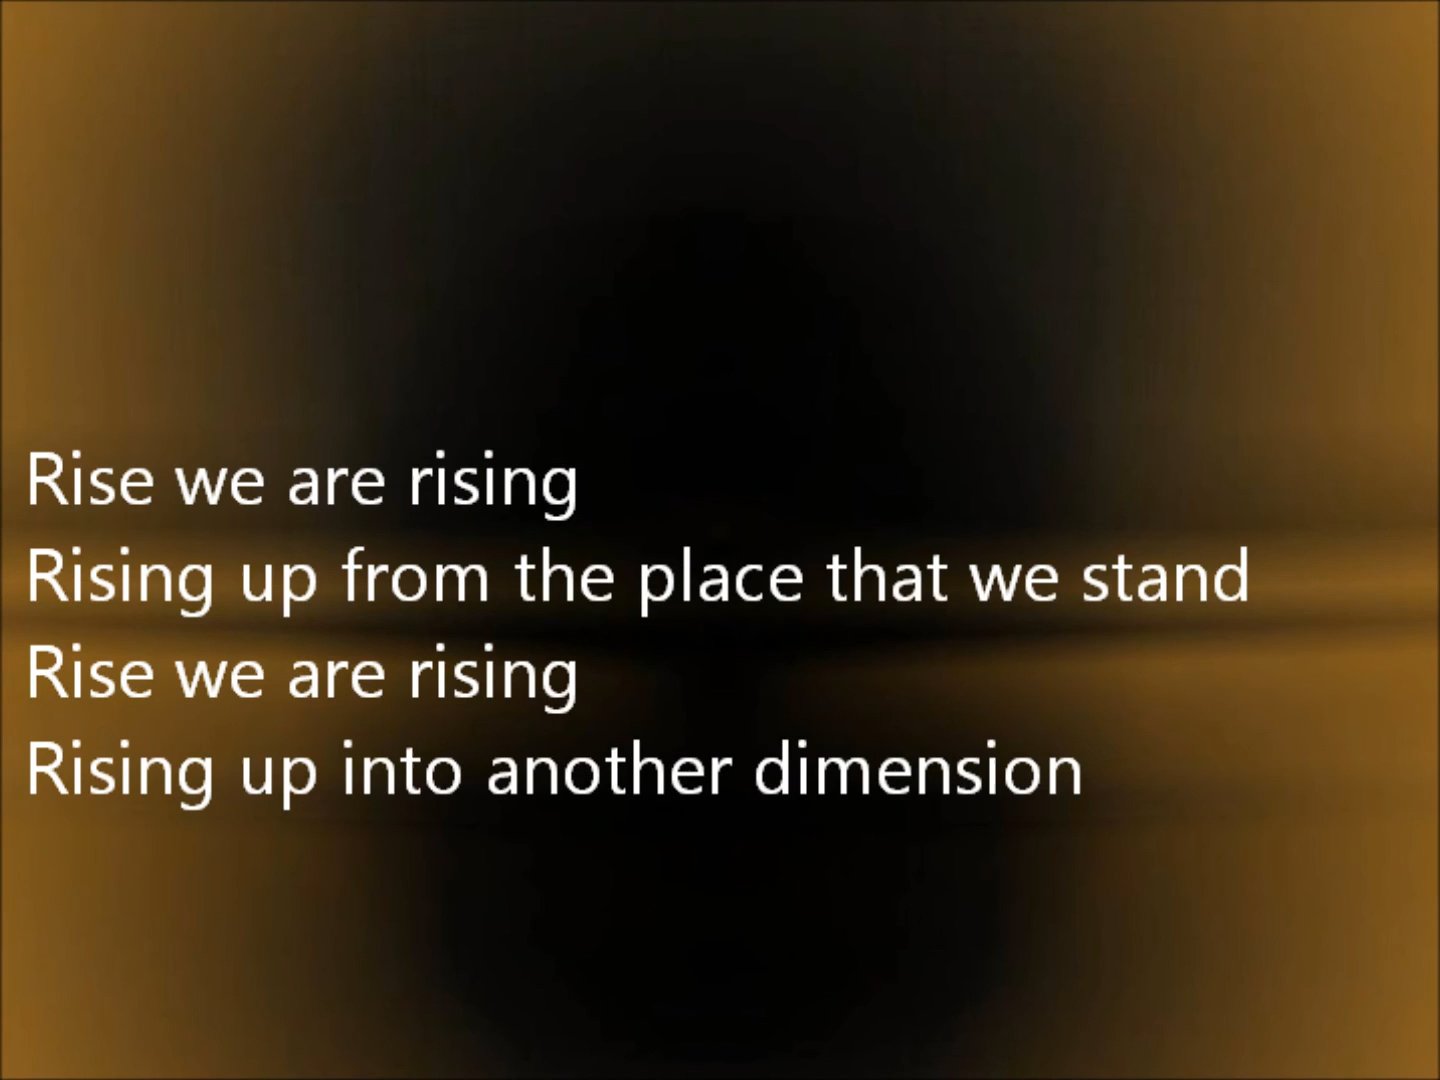 Rise we are rising
Rising up from the place that we stand
Rise we are rising
Rising up into another dimension